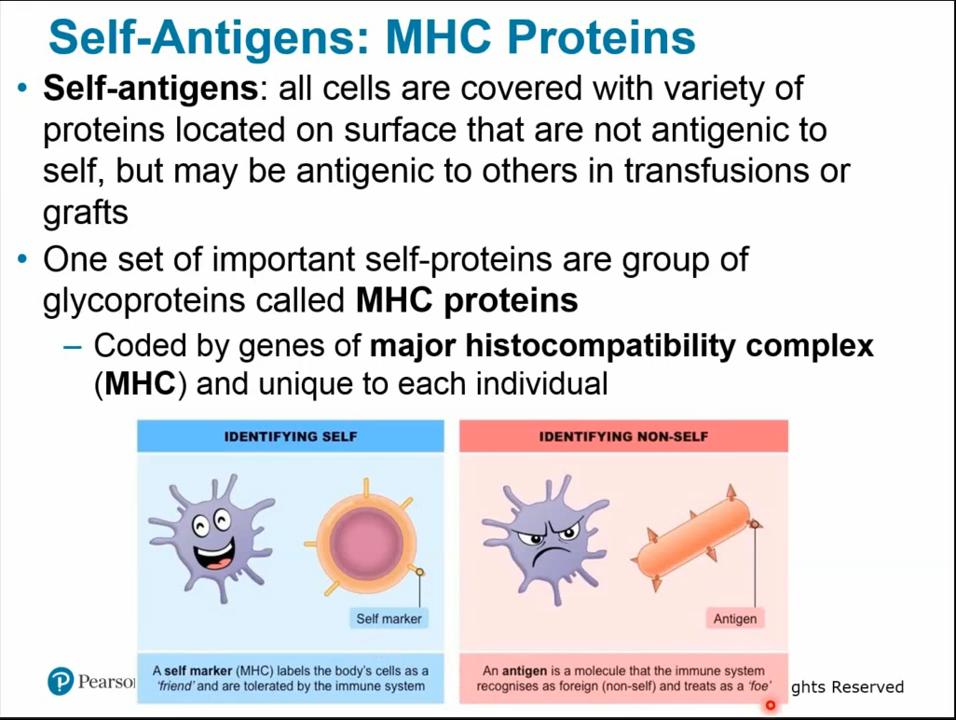 Self-Antigens: MHC Proteins
• Self-antigens: all cells are covered with variety of
proteins located on surface that are not antigenic to
self, but may be antigenic to others in transfusions or
grafts
• One set of important self-proteins are group of
glycoproteins called MHC proteins
– Coded by genes of major histocompatibility complex
(MHC) and unique to each individual
IDENTIFYING SELF
Self marker
A self marker (MHC) labels the body's cells as a
'friend' and are tolerated by the immune system
IDENTIFYING NON-SELF
Antigen
An antigen is a molecule that the immune system
recognises as foreign (non-self) and treats as a 'foe'
Pearso
ghts Reserved